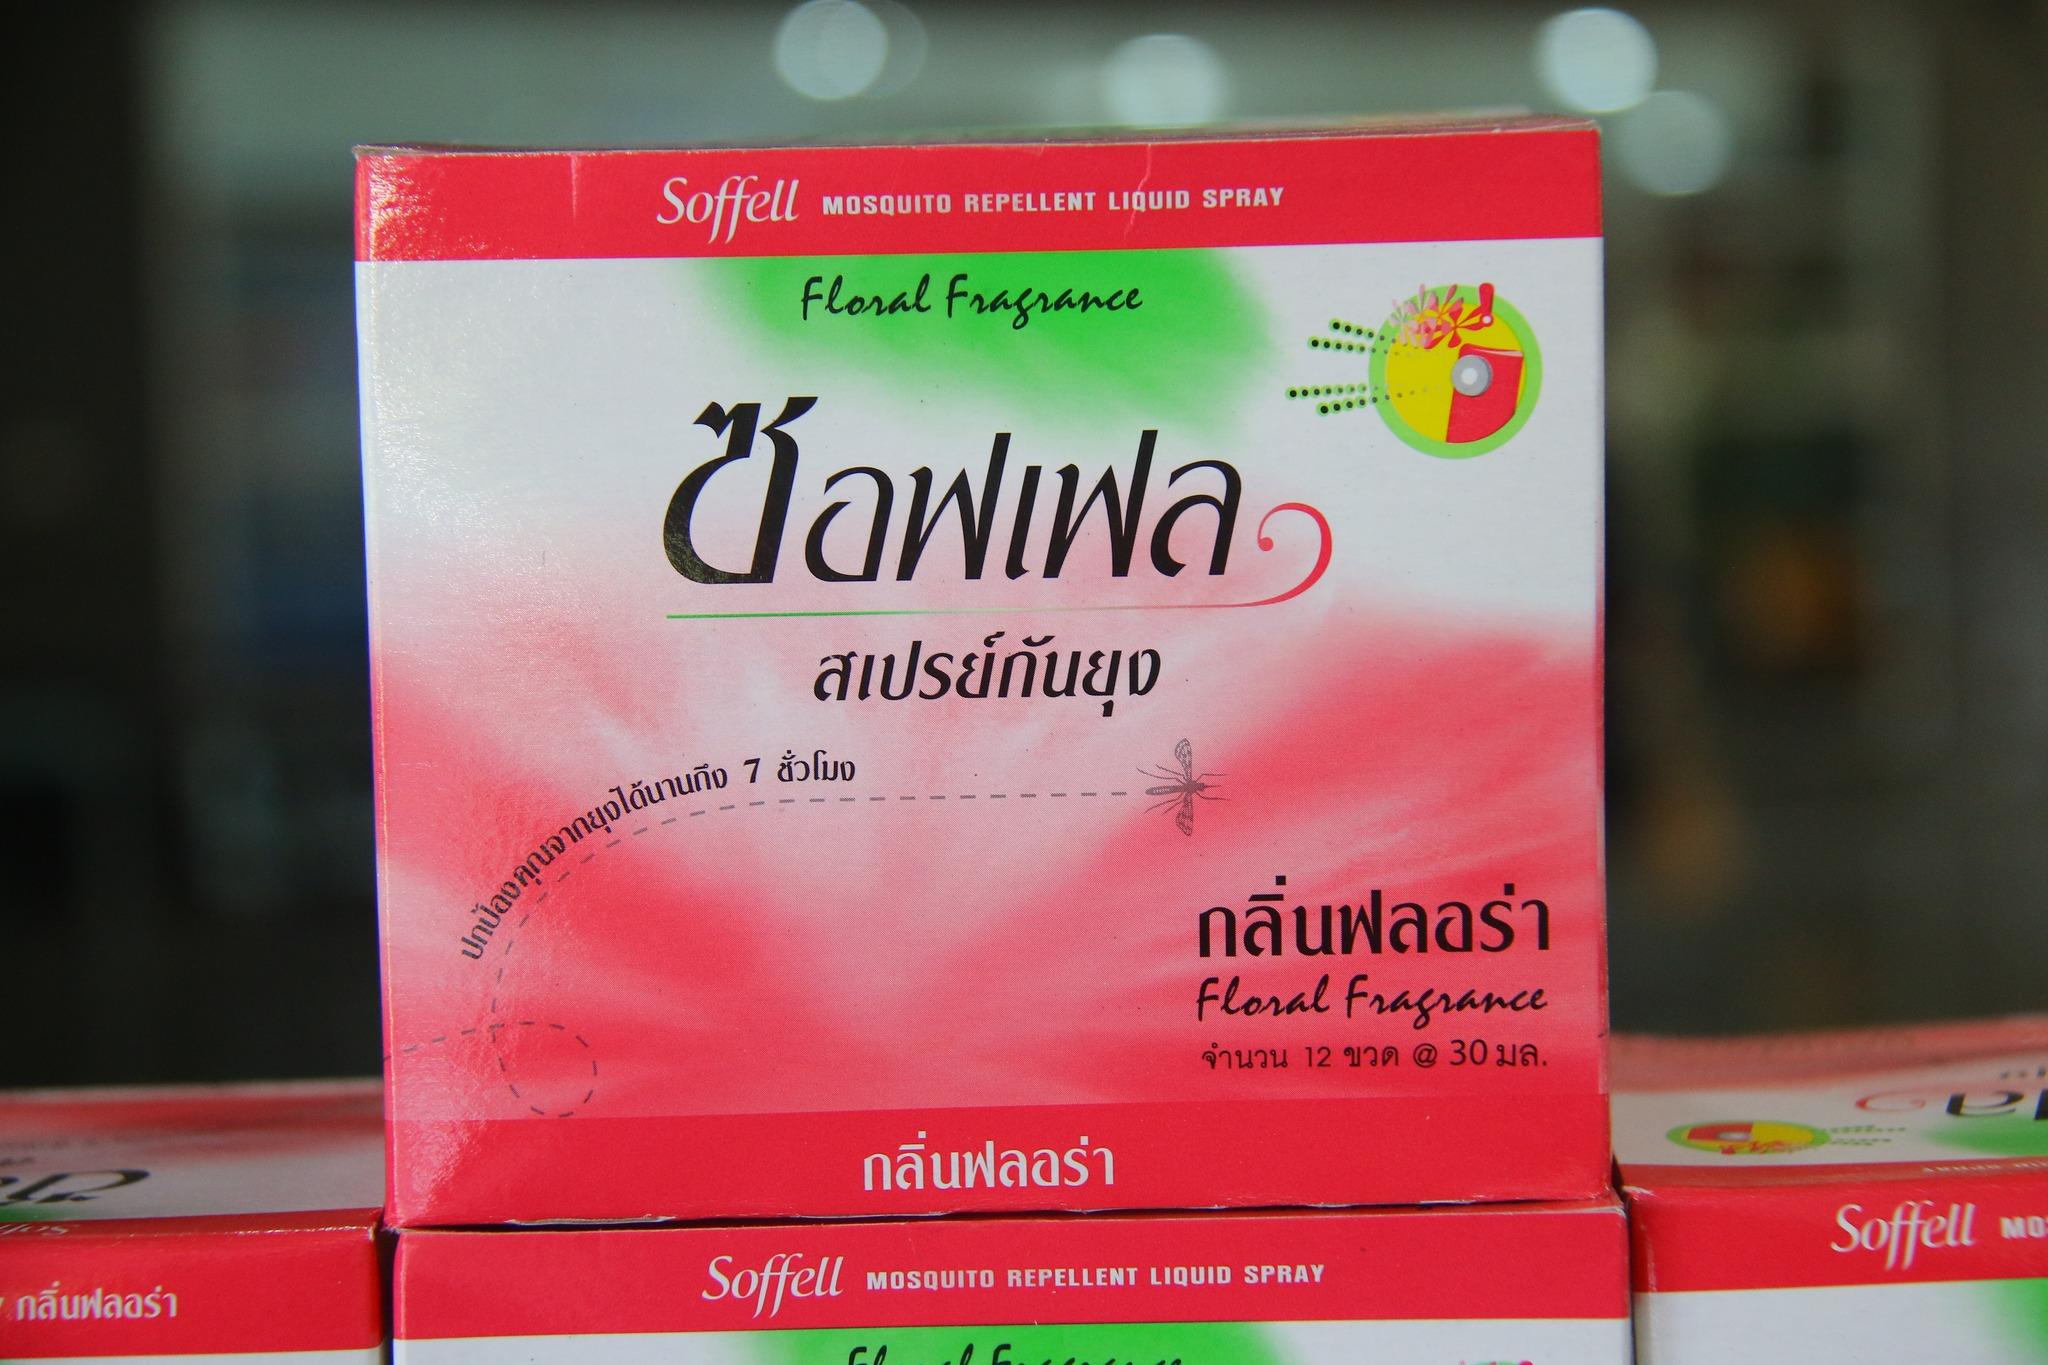 Soffell MOSQUITO REPELLENT LIQUID SPRAY
Floral Fragrance
ซอฟเฟล
สเปรย์กันยุง
ปกป้องคุณจากยุงได้นานถึง 7 ชั่วโมง
กลิ่นฟลอร่า
Floral Fragrance
จำนวน 12 ขวด @ 30 มล.
กลิ่นฟลอร่า
กลิ่นฟลอร่า
Soffell MOSQUITO REPELLENT LIQUID SPRAY
Floral Fragrance
Soffell